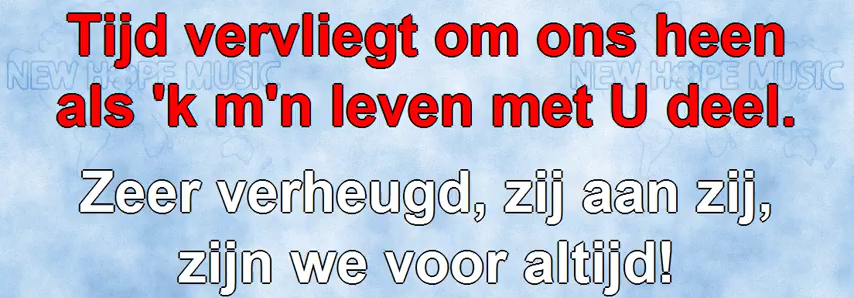 Tijd vervliegt om ons heen
NEW HOPE MUSIC NEW HOPE MUSIC
als 'k m'n leven met U deel.
Zeer verheugd, zij aan zij,
zijn we voor altijd!